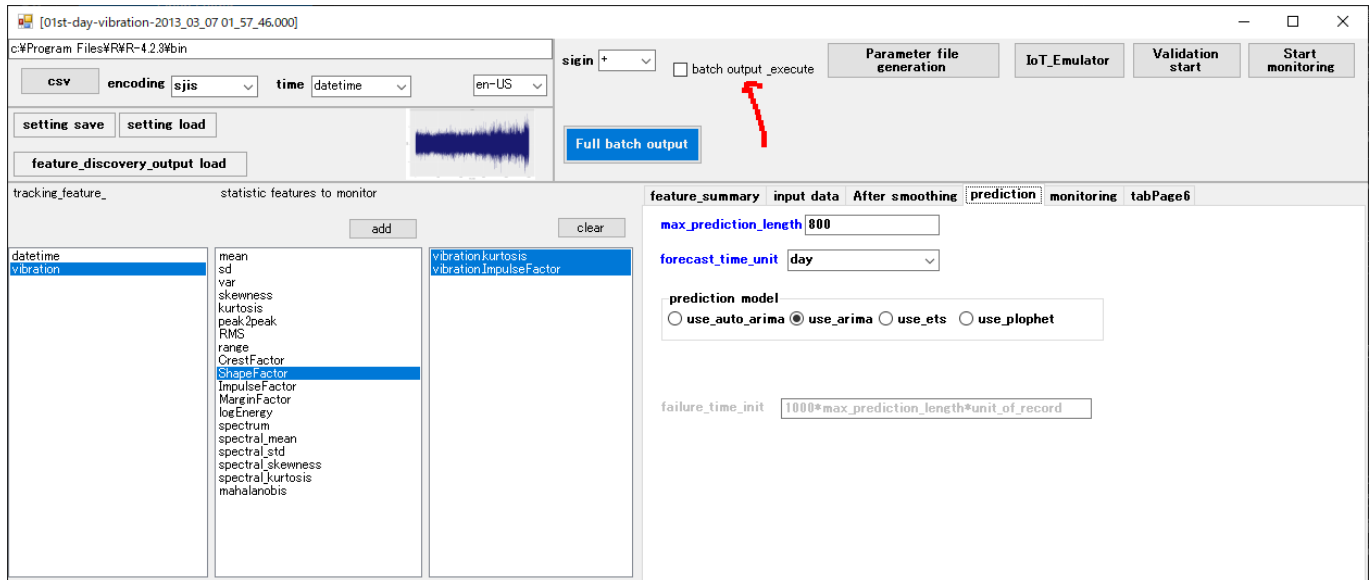 [01st-day-vibration-2013_03_07 01_57_46.000]
c:¥Program Files¥R¥R-4.2.3¥bin
csv
encoding
sjis
time
datetime
en-US
sigin
+
batch output _execute
Parameter file
generation
IoT_Emulator
Validation
start
Start
monitoring
setting save
setting load
feature_discovery_output load
Full batch output
tracking_feature_
statistic features to monitor
add
clear
datetime
vibration
mean
sd
var
skewness
kurtosis
peak2peak
RMS
range
CrestFactor
ShapeFactor
ImpulseFactor
MarginFactor
logEnergy
spectrum
spectral_mean
spectral_std
spectral_skewness
spectral_kurtosis
mahalanobis
vibration.kurtosis
vibration.ImpulseFactor
feature_summary
input data
After smoothing
prediction
monitoring
tabPage6
max_prediction_length
800
forecast_time_unit
day
prediction model
use_auto_arima
use_arima
use_ets
use_plophet
failure_time_init
1000*max_prediction_length*unit_of_record